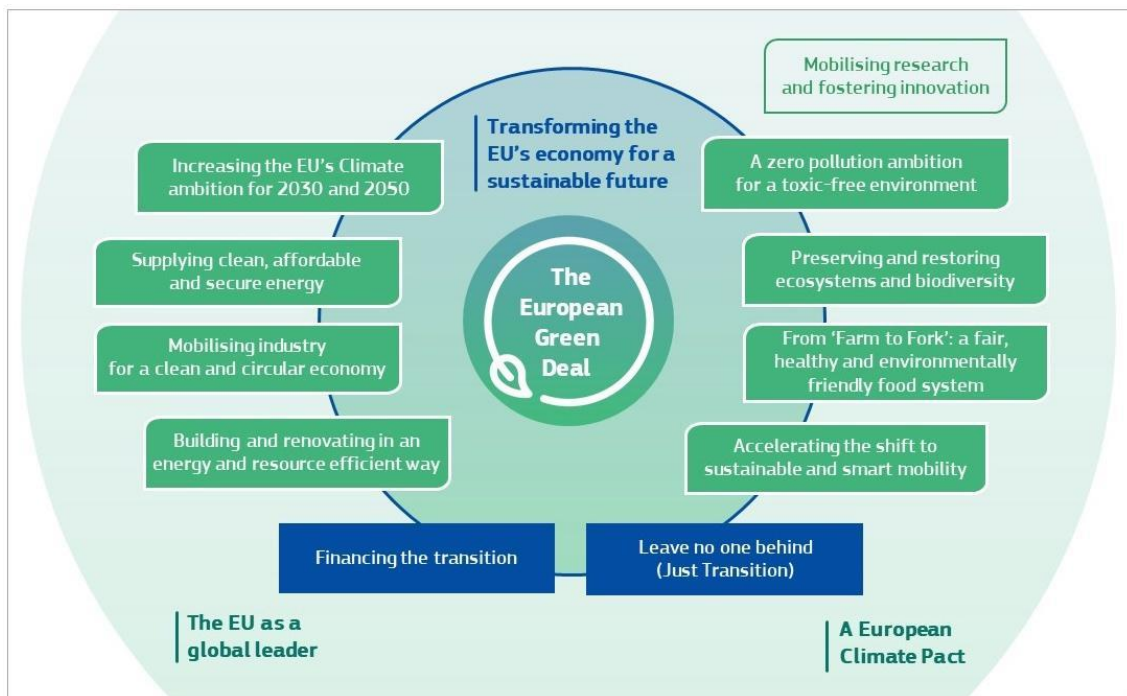 Mobilising research
and fostering innovation
Transforming the
EU's economy for a
sustainable future
Increasing the EU's Climate
ambition for 2030 and 2050
A zero pollution ambition
for a toxic-free environment
Supplying clean, affordable
and secure energy
The
European
Green
Deal
Preserving and restoring
ecosystems and biodiversity
Mobilising industry
for a clean and circular economy
From 'Farm to Fork': a fair,
healthy and environmentally
friendly food system
Building and renovating in an
energy and resource efficient way
Accelerating the shift to
sustainable and smart mobility
Financing the transition
Leave no one behind
(Just Transition)
The EU as a
global leader
A European
Climate Pact